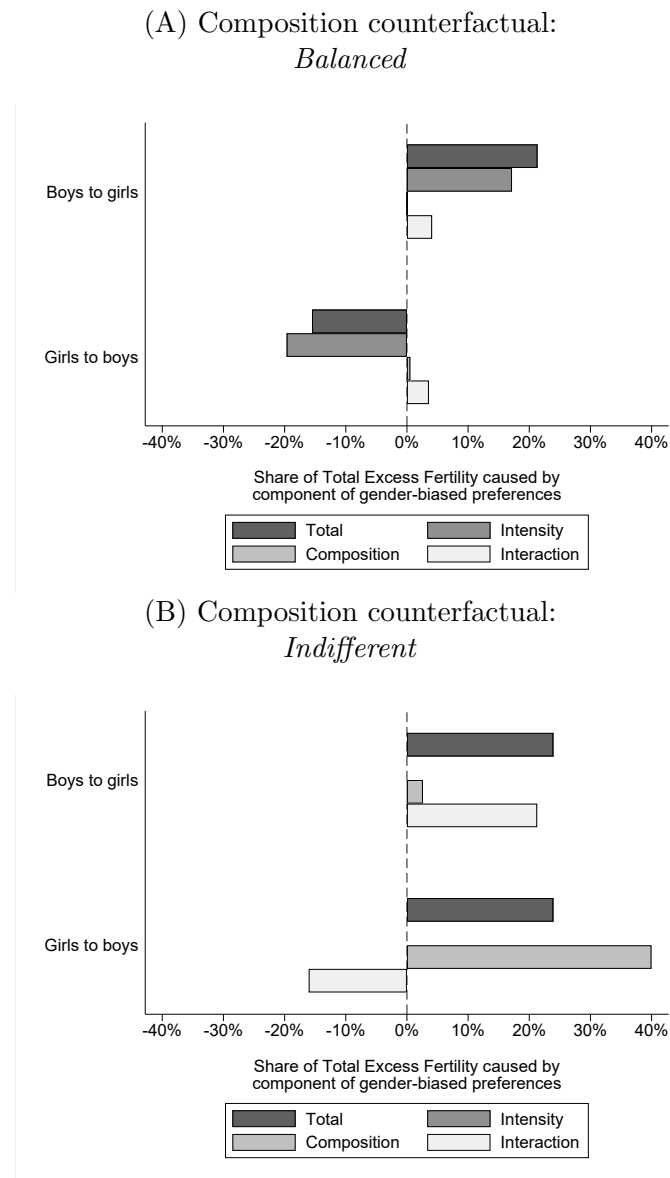 (A) Composition counterfactual:
Balanced
Boys to girls
Girls to boys
-40% -30% -20% -10% 0% 10% 20% 30% 40%
Share of Total Excess Fertility caused by
component of gender-biased preferences
Total Intensity
Composition Interaction
(B) Composition counterfactual:
Indifferent
Boys to girls
Girls to boys
-40% -30% -20% -10% 0% 10% 20% 30% 40%
Share of Total Excess Fertility caused by
component of gender-biased preferences
Total Intensity
Composition Interaction